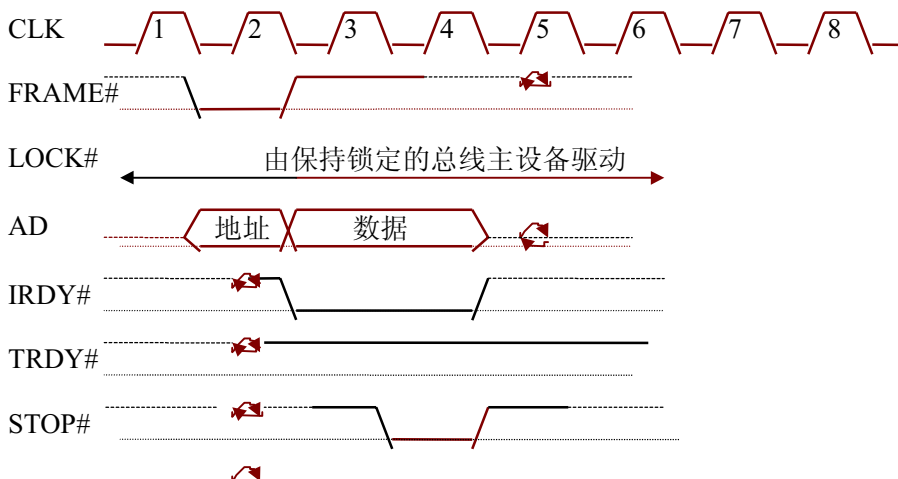 CLK 1 2 3 4 5 6 7 8
FRAME#
LOCK# 由保持锁定的总线主设备驱动
AD 地址 数据
IRDY#
TRDY#
STOP#